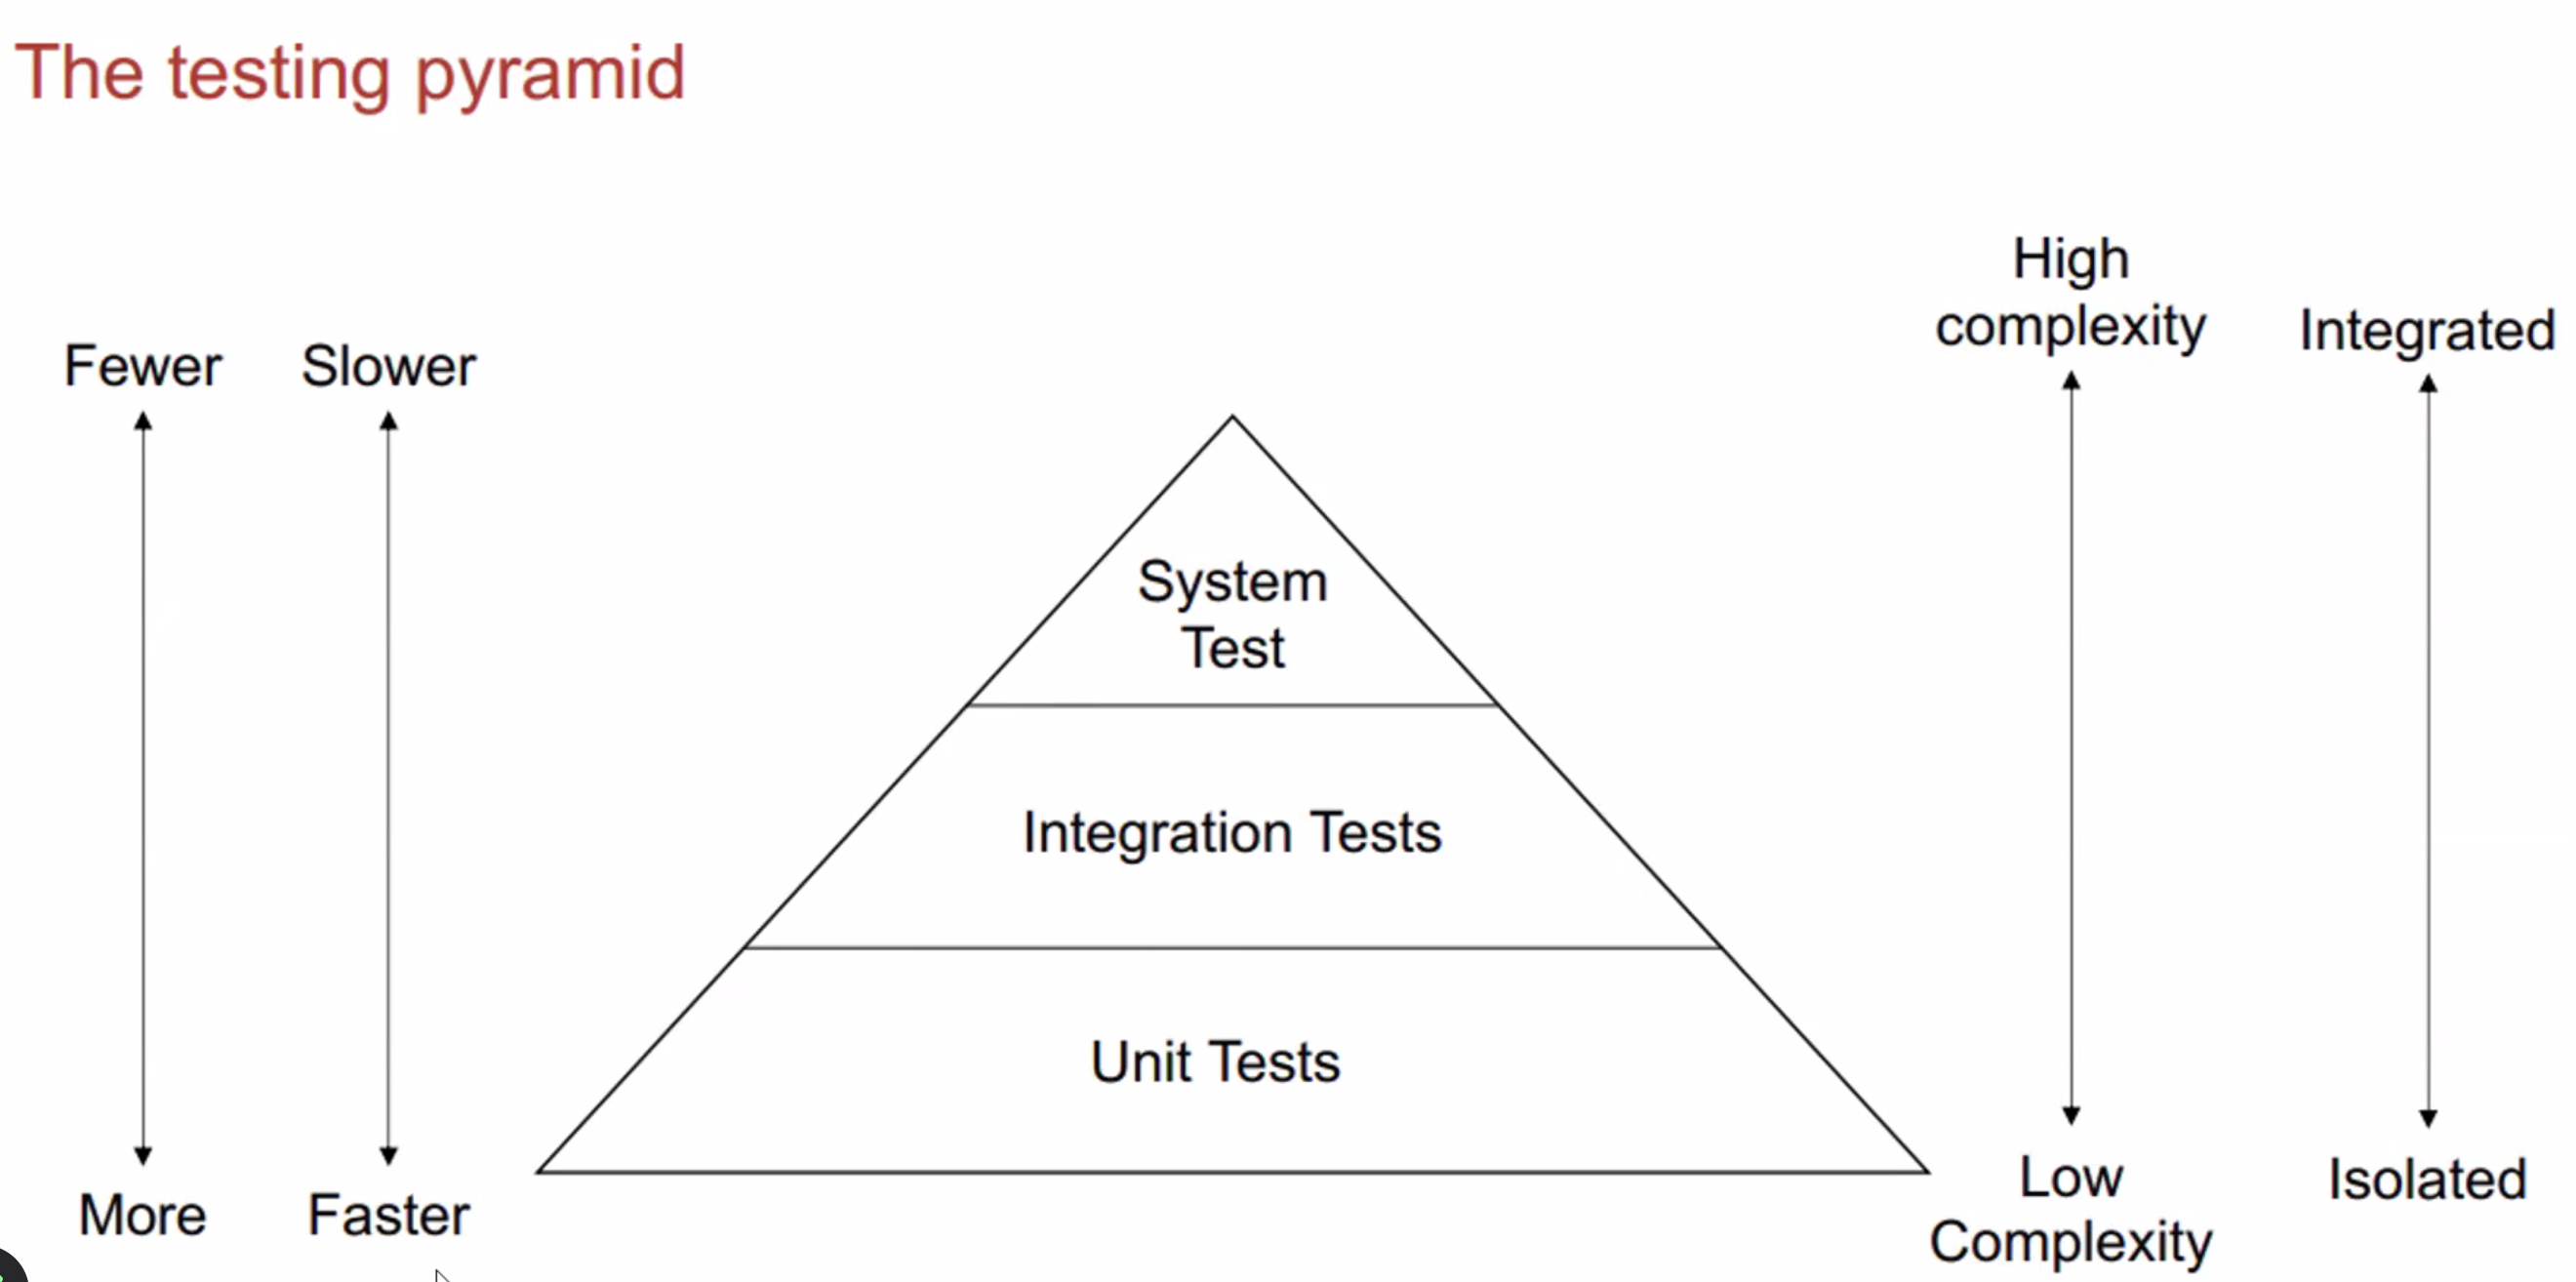 The testing pyramid
Fewer
Slower
High
complexity
Integrated
System
Test
Integration Tests
Unit Tests
More
Faster
Low
Complexity
Isolated